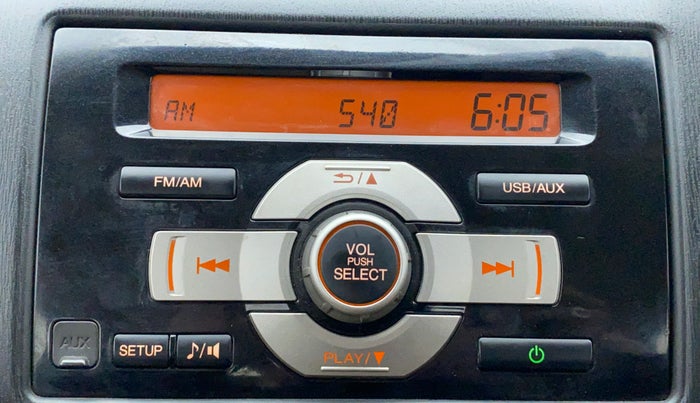 AM 540 6:05
FM/AM
USB/AUX
VOL
PUSH
SELECT
AUX
SETUP
PLAY/